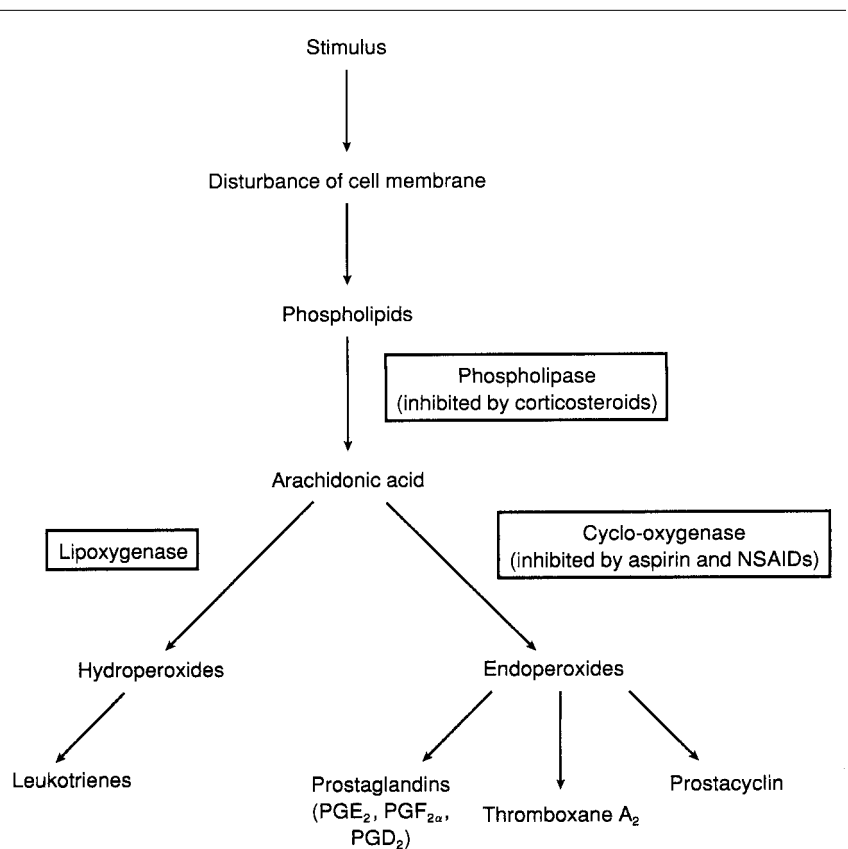 Stimulus
Disturbance of cell membrane
Phospholipids
Phospholipase
(inhibited by corticosteroids)
Arachidonic acid
Lipoxygenase
Cyclo-oxygenase
(inhibited by aspirin and NSAIDs)
Hydroperoxides
Endoperoxides
Leukotrienes
Prostaglandins
(PGE₂, PGF₂α,
PGD₂)
Thromboxane A₂
Prostacyclin